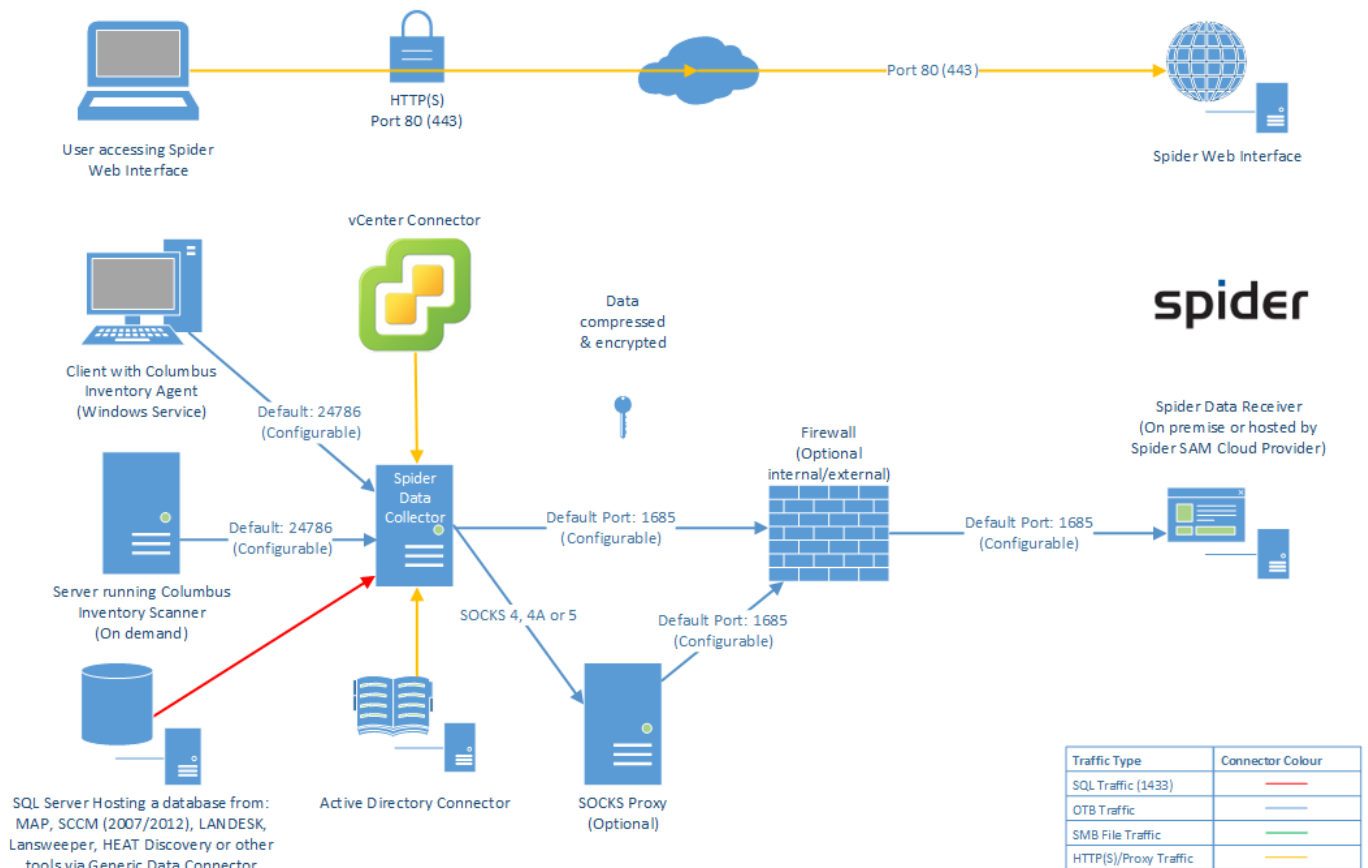 HTTP(S)
Port 80 (443)
Port 80 (443)
User accessing Spider
Web Interface
Spider Web Interface
vCenter Connector
Data
compressed
& encrypted
spider
Client with Columbus
Inventory Agent
(Windows Service)
Default: 24786
(Configurable)
Spider Data Receiver
(On premise or hosted by
Spider SAM Cloud Provider)
Firewall
(Optional
internal/external)
Spider
Data
Collector
Default: 24786
(Configurable)
Default Port: 1685
(Configurable)
Default Port: 1685
(Configurable)
Server running Columbus
Inventory Scanner
(On demand)
SOCKS 4, 4A or 5
Default Port: 1685
(Configurable)
SQL Server Hosting a database from:
MAP, SCCM (2007/2012), LANDESK,
Lansweeper, HEAT Discovery or other
tools via Generic Data Connector
Active Directory Connector
SOCKS Proxy
(Optional)
Traffic Type Connector Colour
SQL Traffic (1433)
OTB Traffic
SMB File Traffic
HTTP(S)/Proxy Traffic